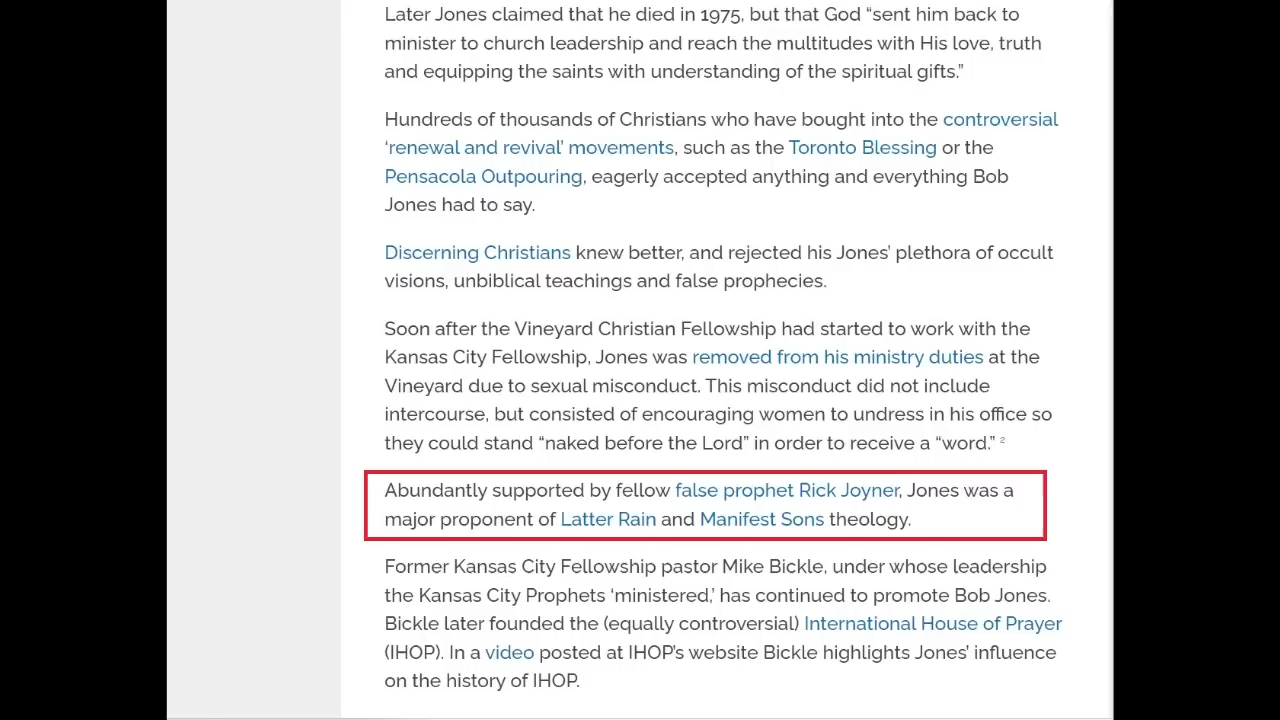 Later Jones claimed that he died in 1975, but that God “sent him back to
minister to church leadership and reach the multitudes with His love, truth
and equipping the saints with understanding of the spiritual gifts.”
Hundreds of thousands of Christians who have bought into the controversial
‘renewal and revival’ movements, such as the Toronto Blessing or the
Pensacola Outpouring, eagerly accepted anything and everything Bob
Jones had to say.
Discerning Christians knew better, and rejected his Jones’ plethora of occult
visions, unbiblical teachings and false prophecies.
Soon after the Vineyard Christian Fellowship had started to work with the
Kansas City Fellowship, Jones was removed from his ministry duties at the
Vineyard due to sexual misconduct. This misconduct did not include
intercourse, but consisted of encouraging women to undress in his office so
they could stand “naked before the Lord” in order to receive a “word.” 2
Abundantly supported by fellow false prophet Rick Joyner, Jones was a
major proponent of Latter Rain and Manifest Sons theology.
Former Kansas City Fellowship pastor Mike Bickle, under whose leadership
the Kansas City Prophets ‘ministered,’ has continued to promote Bob Jones.
Bickle later founded the (equally controversial) International House of Prayer
(IHOP). In a video posted at IHOP’s website Bickle highlights Jones’ influence
on the history of IHOP.